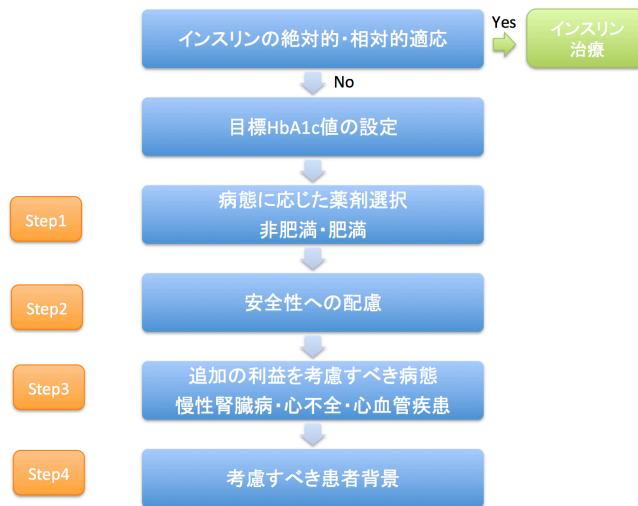 インスリンの絶対的・相対的適応
Yes
インスリン
治療
No
目標HbA1c値の設定
Step1
病態に応じた薬剤選択
非肥満・肥満
Step2
安全性への配慮
Step3
追加の利益を考慮すべき病態
慢性腎臓病・心不全・心血管疾患
Step4
考慮すべき患者背景